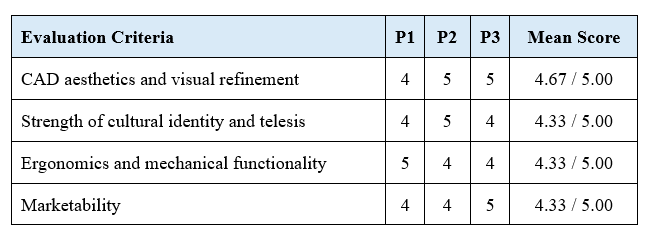 Evaluation Criteria P1 P2 P3 Mean Score
CAD aesthetics and visual refinement 4 5 5 4.67 / 5.00
Strength of cultural identity and telesis 4 5 4 4.33 / 5.00
Ergonomics and mechanical functionality 5 4 4 4.33 / 5.00
Marketability 4 4 5 4.33 / 5.00